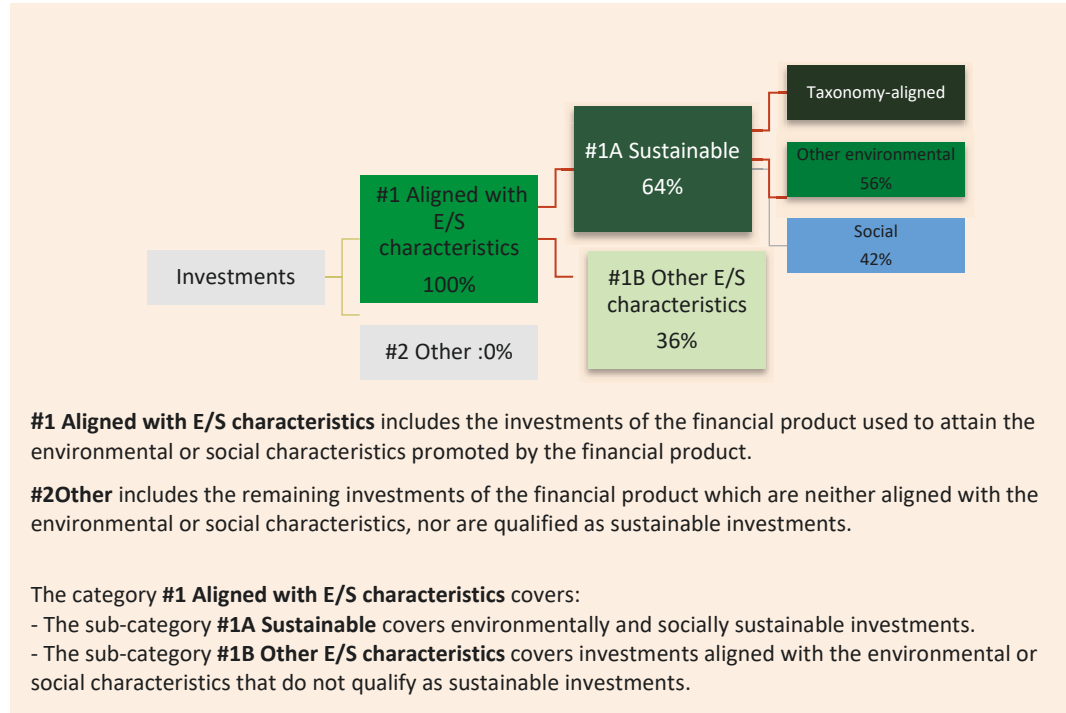 Taxonomy-aligned
#1A Sustainable
64%
Other environmental
56%
#1 Aligned with
E/S
characteristics
100%
Social
42%
Investments
#1B Other E/S
characteristics
36%
#2 Other :0%
#1 Aligned with E/S characteristics includes the investments of the financial product used to attain the
environmental or social characteristics promoted by the financial product.
#2Other includes the remaining investments of the financial product which are neither aligned with the
environmental or social characteristics, nor are qualified as sustainable investments.
The category #1 Aligned with E/S characteristics covers:
- The sub-category #1A Sustainable covers environmentally and socially sustainable investments.
- The sub-category #1B Other E/S characteristics covers investments aligned with the environmental or
social characteristics that do not qualify as sustainable investments.